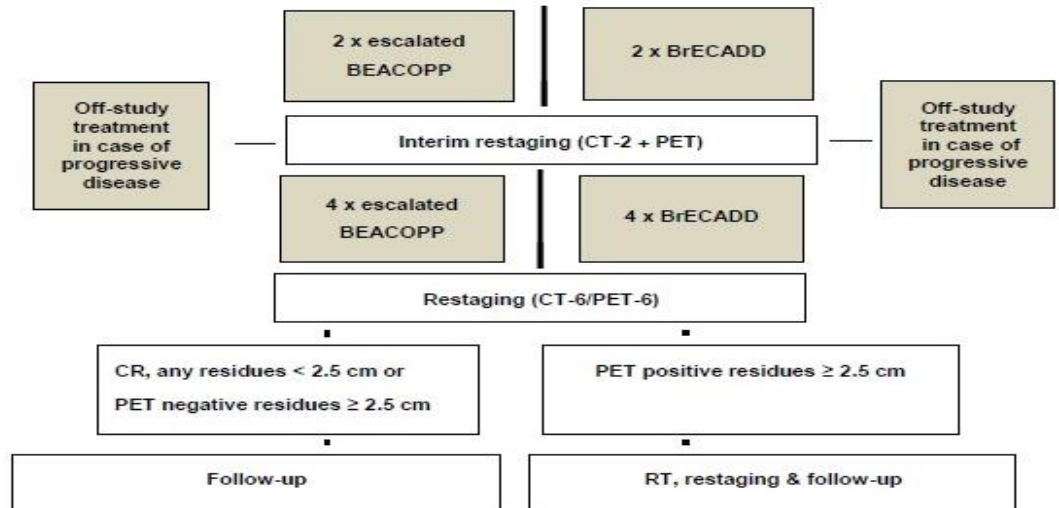 2 x escalated
BEACOPP
2 x BrECADD
Off-study
treatment
in case of
progressive
disease
Interim restaging (CT-2 + PET)
Off-study
treatment
in case of
progressive
disease
4 x escalated
BEACOPP
4 x BrECADD
Restaging (CT-6/PET-6)
CR, any residues < 2.5 cm or
PET negative residues ≥ 2.5 cm
PET positive residues ≥ 2.5 cm
Follow-up
RT, restaging & follow-up